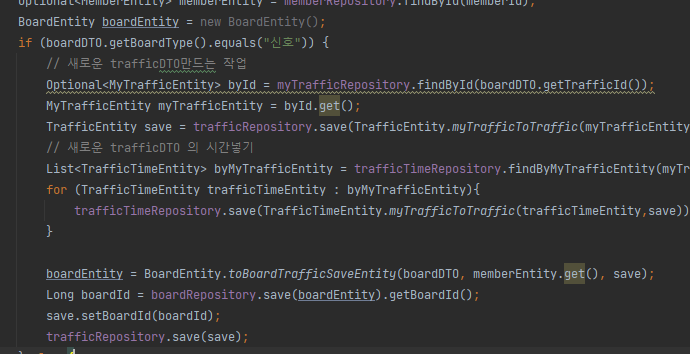 Optional<MemberEntity> memberEntity = memberRepository.findById(memberId);
BoardEntity boardEntity = new BoardEntity();
if (boardDTO.getBoardType().equals("신호")) {
// 새로운 trafficDTO만드는 작업
Optional<MyTrafficEntity> byId = myTrafficRepository.findById(boardDTO.getTrafficId());
MyTrafficEntity myTrafficEntity = byId.get();
TrafficEntity save = trafficRepository.save(TrafficEntity.myTrafficToTraffic(myTrafficEntity
// 새로운 trafficDTO 의 시간넣기
List<TrafficTimeEntity> byMyTrafficEntity = trafficTimeRepository.findByMyTrafficEntity(myTr
for (TrafficTimeEntity trafficTimeEntity : byMyTrafficEntity){
trafficTimeRepository.save(TrafficTimeEntity.myTrafficToTraffic(trafficTimeEntity,save))
}
boardEntity = BoardEntity.toBoardTrafficSaveEntity(boardDTO, memberEntity.get(), save);
Long boardId = boardRepository.save(boardEntity).getBoardId();
save.setBoardId(boardId);
trafficRepository.save(save);